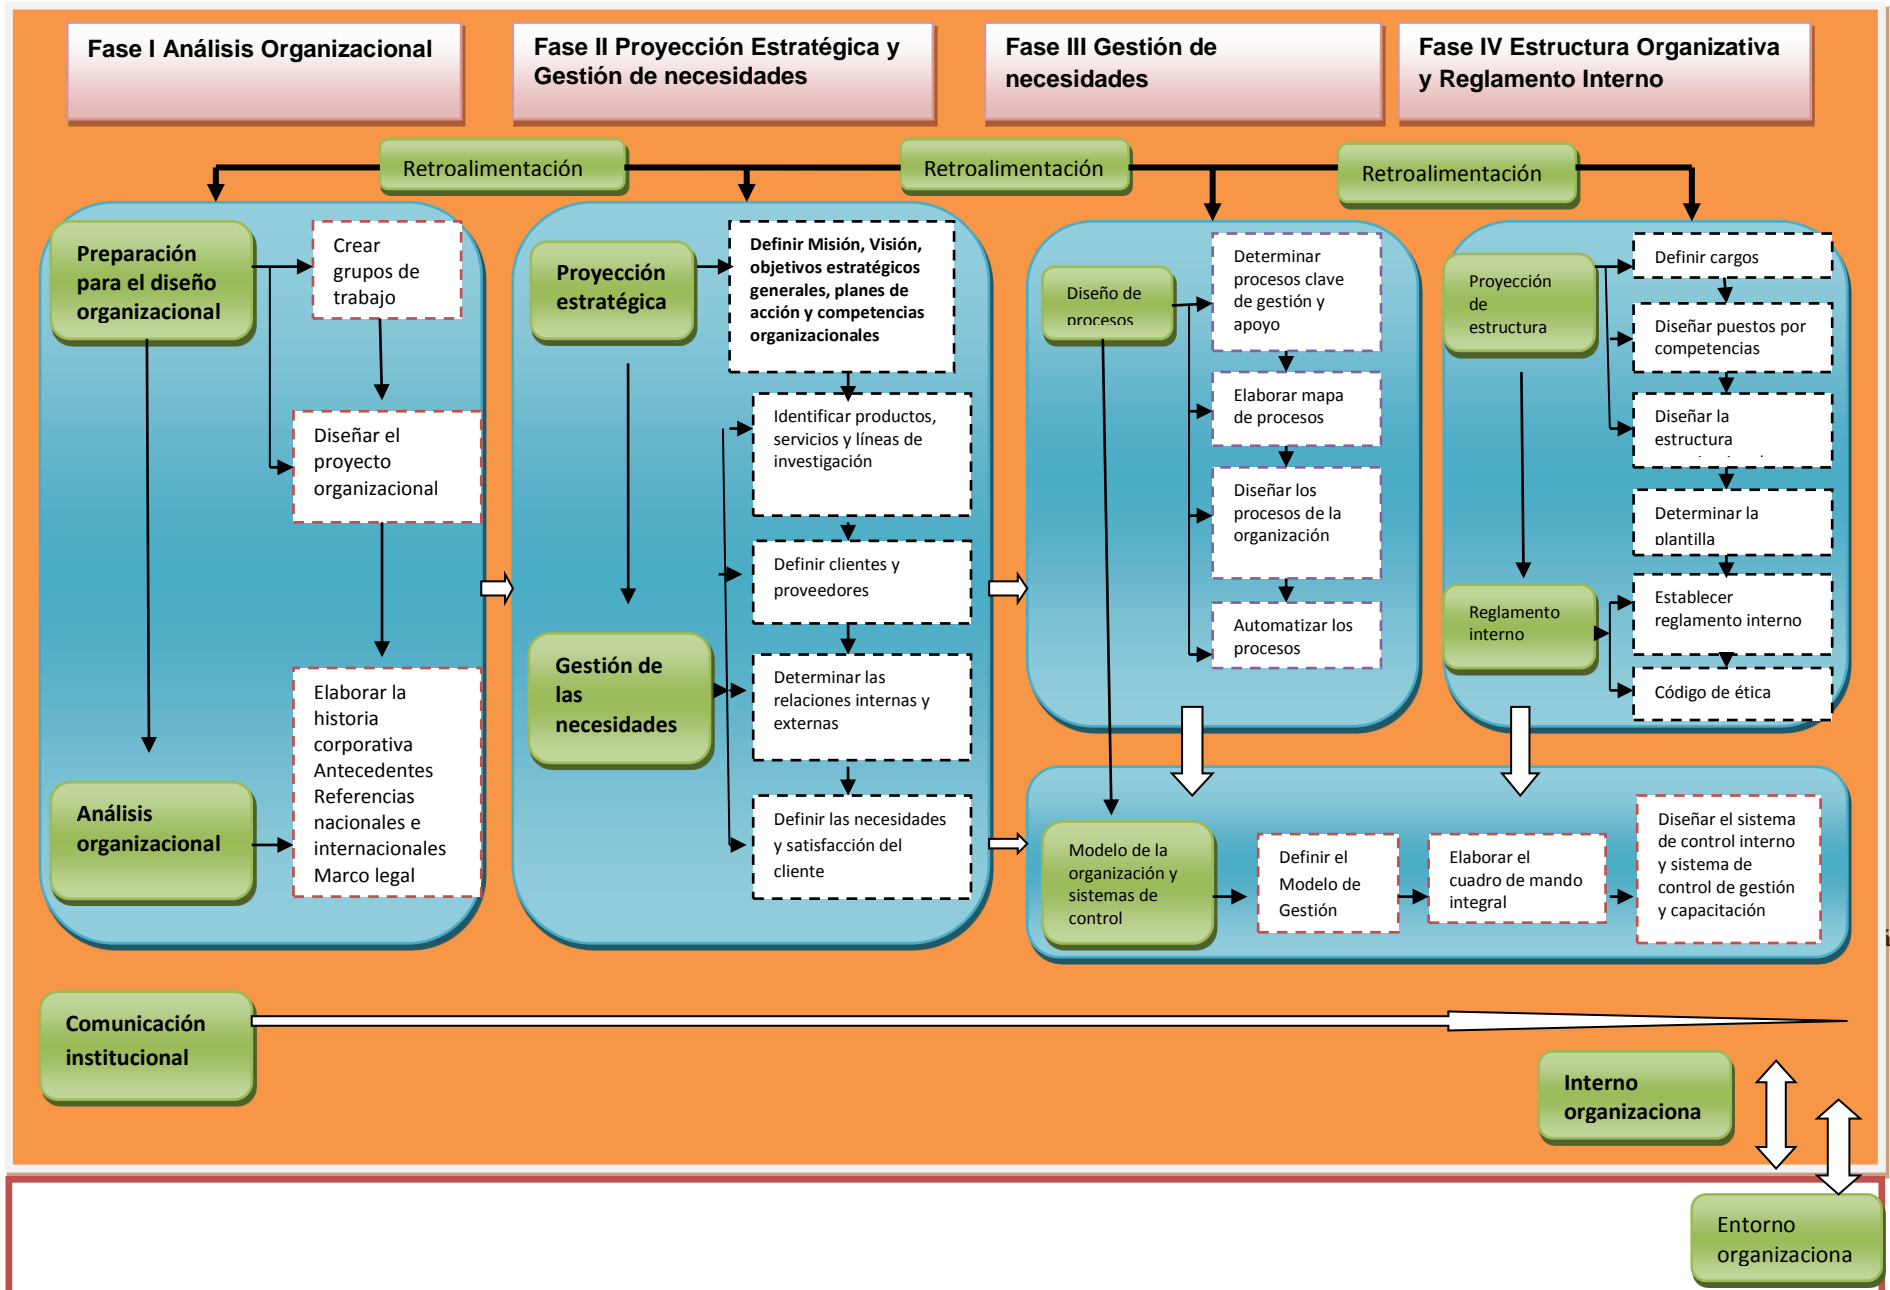 Fase I Análisis Organizacional
Fase II Proyección Estratégica y
Gestión de necesidades
Fase III Gestión de
necesidades
Fase IV Estructura Organizativa
y Reglamento Interno
Retroalimentación
Retroalimentación
Retroalimentación
Preparación
para el diseño
organizacional
Crear
grupos de
trabajo
Diseñar el
proyecto
organizacional
Análisis
organizacional
Elaborar la
historia
corporativa
Antecedentes
Referencias
nacionales e
internacionales
Marco legal
Proyección
estratégica
Definir Misión, Visión,
objetivos estratégicos
generales, planes de
acción y competencias
organizacionales
Identificar productos,
servicios y líneas de
investigación
Definir clientes y
proveedores
Gestión de
las
necesidades
Determinar las
relaciones internas y
externas
Definir las necesidades
y satisfacción del
cliente
Diseño de
procesos
Determinar
procesos clave
de gestión y
apoyo
Elaborar mapa
de procesos
Diseñar los
procesos de la
organización
Automatizar los
procesos
Proyección
de
estructura
Definir cargos
Diseñar puestos por
competencias
Diseñar la
estructura
Determinar la
plantilla
Reglamento
interno
Establecer
reglamento interno
Código de ética
Modelo de la
organización y
sistemas de
control
Definir el
Modelo de
Gestión
Elaborar el
cuadro de mando
integral
Diseñar el sistema
de control interno
y sistema de
control de gestión
y capacitación
Comunicación
institucional
Interno
organizaciona
Entorno
organizaciona